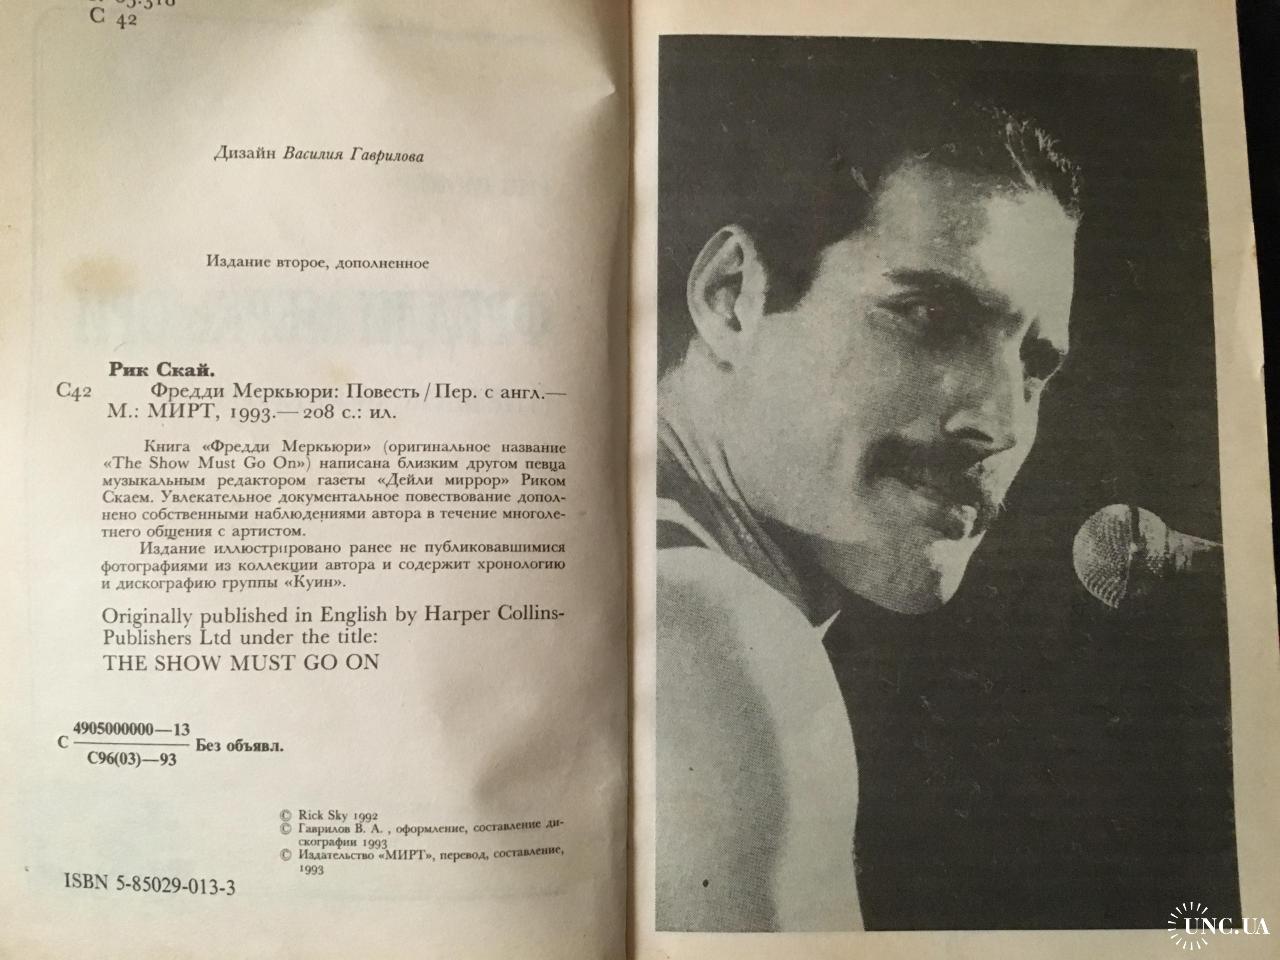 С 42
Дизайн Василия Гаврилова
Издание второе, дополненное
Рик Скай.
С42 Фредди Меркьюри: Повесть / Пер. с англ.—
М.: МИРТ, 1993.— 208 с.: ил.
Книга «Фредди Меркьюри» (оригинальное название
«The Show Must Go On») написана близким другом певца
музыкальным редактором газеты «Дейли миррор» Риком
Скаем. Увлекательное документальное повествование допол-
нено собственными наблюдениями автора в течение многоле-
тнего общения с артистом.
Издание иллюстрировано ранее не публиковавшимися
фотографиями из коллекции автора и содержит хронологию
и дискографию группы «Куин».
Originally published in English by Harper Collins-
Publishers Ltd under the title:
THE SHOW MUST GO ON
С 4905000000—13 Без объявл.
С96(03)—93
© Rick Sky 1992
© Гаврилов В. А. , оформление, составление ди-
скографии 1993
© Издательство «МИРТ», перевод, составление,
1993
ISBN 5-85029-013-3
UNC.UA